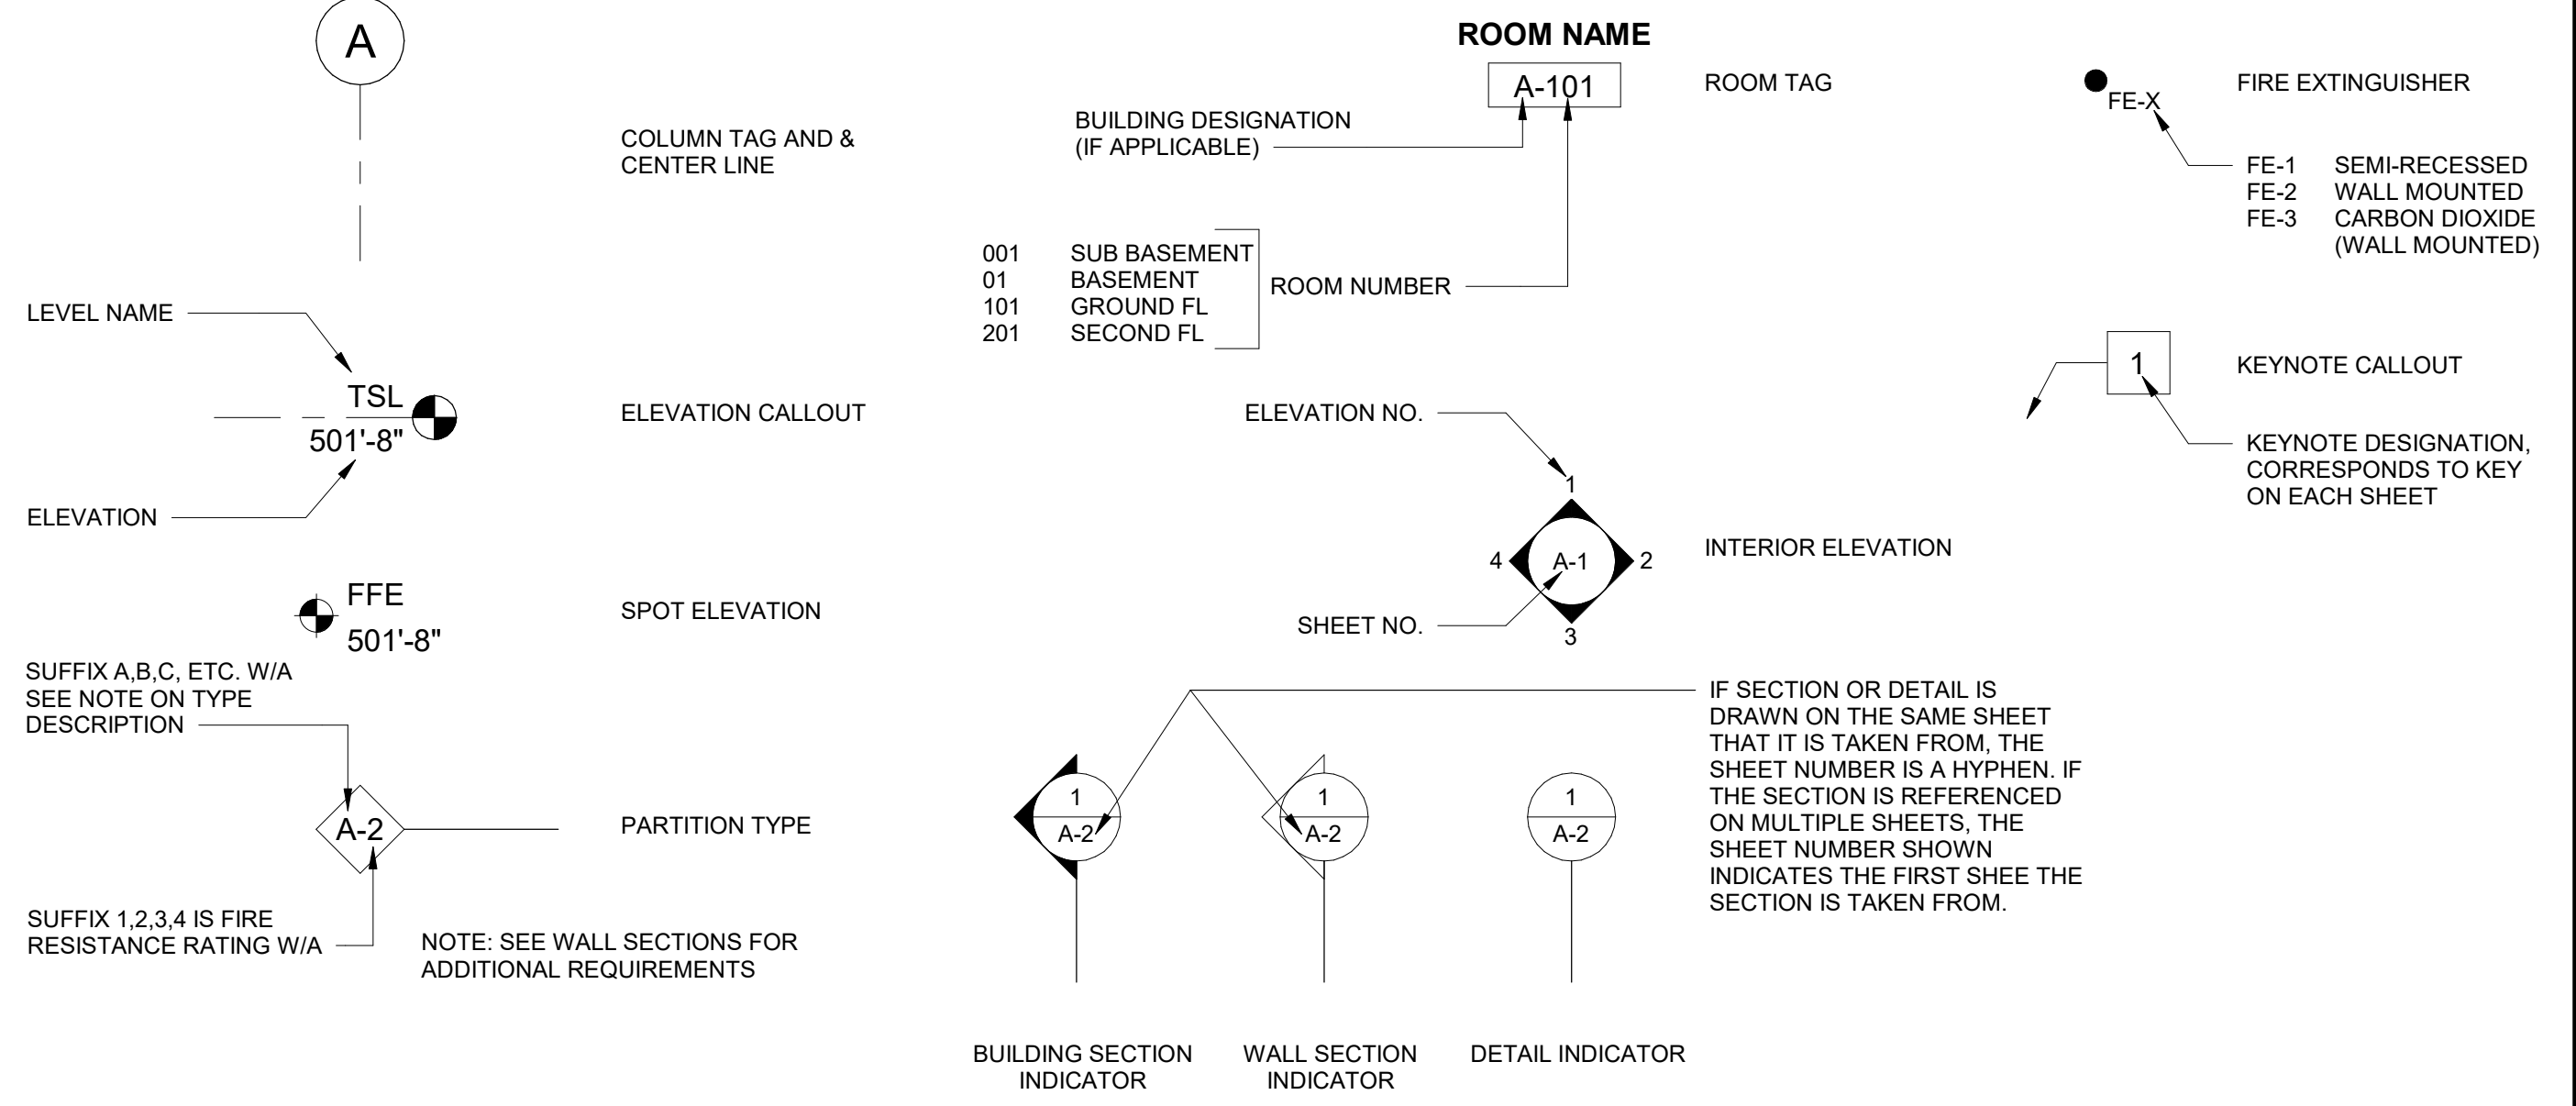 A
COLUMN TAG AND &
CENTER LINE
LEVEL NAME
TSL
501'-8"
ELEVATION CALLOUT
ELEVATION
FFE
501'-8"
SPOT ELEVATION
SUFFIX A,B,C, ETC. W/A
SEE NOTE ON TYPE
DESCRIPTION
A-2
PARTITION TYPE
SUFFIX 1,2,3,4 IS FIRE
RESISTANCE RATING W/A
NOTE: SEE WALL SECTIONS FOR
ADDITIONAL REQUIREMENTS
ROOM NAME
A-101
ROOM TAG
BUILDING DESIGNATION
(IF APPLICABLE)
001 SUB BASEMENT
01 BASEMENT
101 GROUND FL
201 SECOND FL
ROOM NUMBER
ELEVATION NO.
1
4
A-1
2
3
INTERIOR ELEVATION
SHEET NO.
IF SECTION OR DETAIL IS
DRAWN ON THE SAME SHEET
THAT IT IS TAKEN FROM, THE
SHEET NUMBER IS A HYPHEN. IF
THE SECTION IS REFERENCED
ON MULTIPLE SHEETS, THE
SHEET NUMBER SHOWN
INDICATES THE FIRST SHEE THE
SECTION IS TAKEN FROM.
1
A-2
BUILDING SECTION
INDICATOR
1
A-2
WALL SECTION
INDICATOR
1
A-2
DETAIL INDICATOR
FE-X
FIRE EXTINGUISHER
FE-1 SEMI-RECESSED
FE-2 WALL MOUNTED
FE-3 CARBON DIOXIDE
(WALL MOUNTED)
1
KEYNOTE CALLOUT
KEYNOTE DESIGNATION,
CORRESPONDS TO KEY
ON EACH SHEET